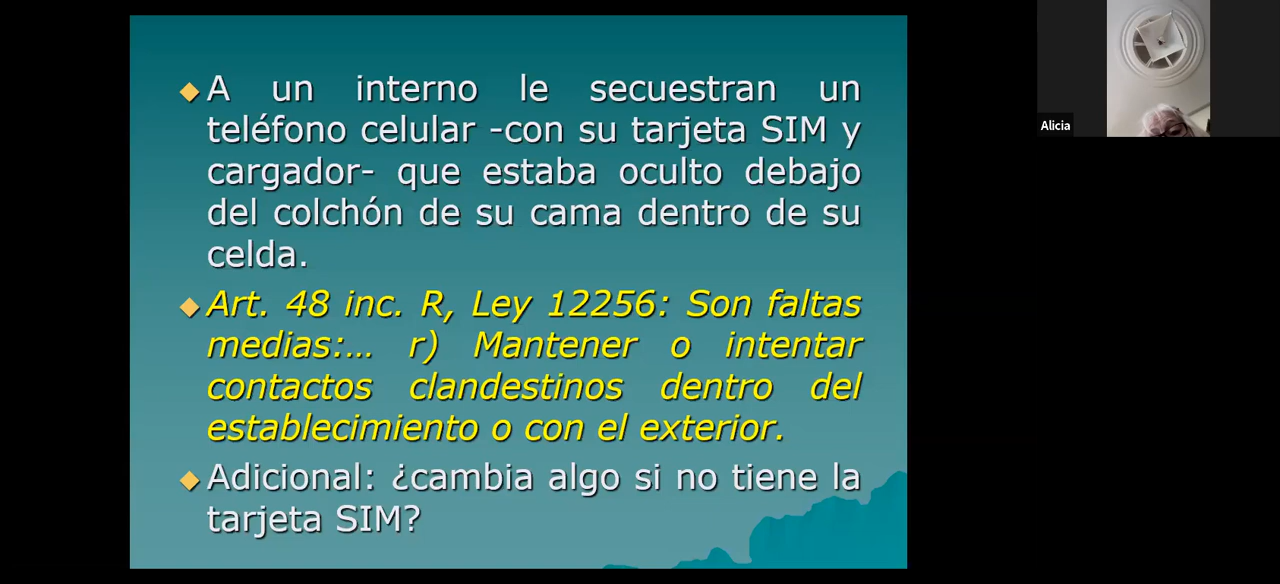 A un interno le secuestran un
teléfono celular -con su tarjeta SIM y
cargador- que estaba oculto debajo
del colchón de su cama dentro de su
celda.
Art. 48 inc. R, Ley 12256: Son faltas
medias:... r) Mantener o intentar
contactos clandestinos dentro del
establecimiento o con el exterior.
Adicional: ¿cambia algo si no tiene la
tarjeta SIM?
Alicia